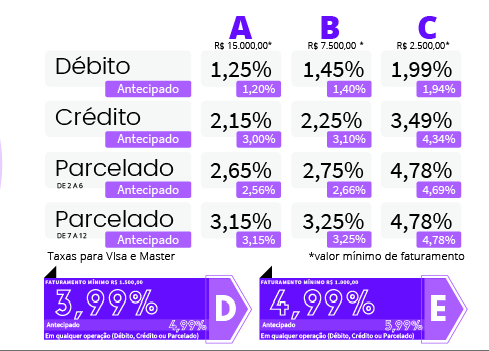 A B C
R$ 15.000,00* R$ 7.500,00 * R$ 2.500,00*
Débito 1,25% 1,45% 1,99%
Antecipado 1,20% 1,40% 1,94%
Crédito 2,15% 2,25% 3,49%
Antecipado 3,00% 3,10% 4,34%
Parcelado 2,65% 2,75% 4,78%
DE 2 A 6 Antecipado 2,56% 2,66% 4,69%
Parcelado 3,15% 3,25% 4,78%
DE 7 A 12 Antecipado 3,15% 3,25% 4,78%
Taxas para VIsa e Master *valor mínimo de faturamento
FATURAMENTO MÍNIMO R$ 1.500,00
3,99% D
Antecipado 4,99%
Em qualquer operação (Débito, Crédito ou Parcelado)
FATURAMENTO MÍNIMO R$ 1.000,00
4,99% E
Antecipado 5,99%
Em qualquer operação (Débito, Crédito ou Parcelado)